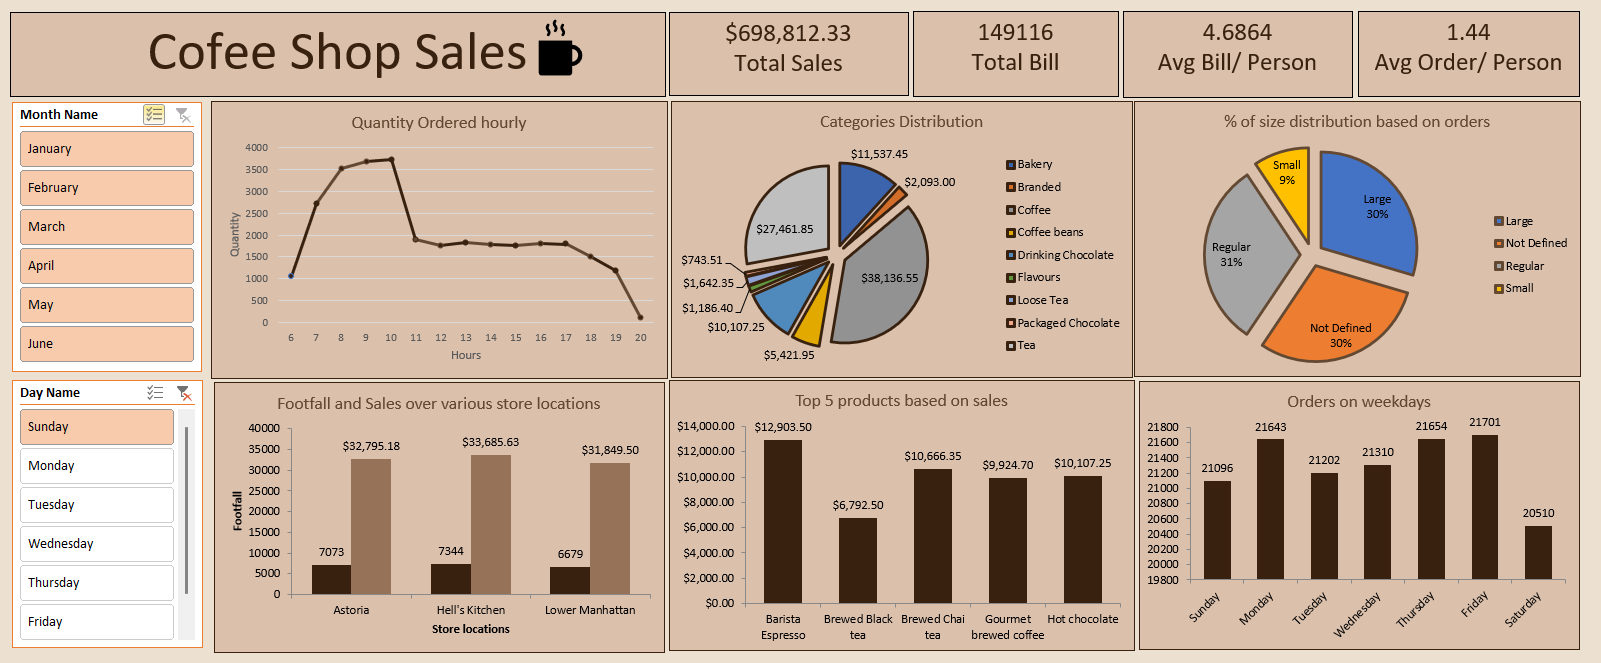 Cofee Shop Sales
$698,812.33
Total Sales
149116
Total Bill
4.6864
Avg Bill/ Person
1.44
Avg Order/ Person
Month Name
January
February
March
April
May
June
Day Name
Sunday
Monday
Tuesday
Wednesday
Thursday
Friday
Quantity Ordered hourly
Quantity
4000
3500
3000
2500
2000
1500
1000
500
0
6 7 8 9 10 11 12 13 14 15 16 17 18 19 20
Hours
Categories Distribution
$11,537.45
$2,093.00
$38,136.55
$5,421.95
$10,107.25
$1,186.40
$1,642.35
$743.51
$27,461.85
Bakery
Branded
Coffee
Coffee beans
Drinking Chocolate
Flavours
Loose Tea
Packaged Chocolate
Tea
% of size distribution based on orders
Small
9%
Large
30%
Regular
31%
Not Defined
30%
Large
Not Defined
Regular
Small
Footfall and Sales over various store locations
Footfall
40000
35000
30000
25000
20000
15000
10000
5000
0
7073
$32,795.18
7344
$33,685.63
6679
$31,849.50
Astoria
Hell's Kitchen
Lower Manhattan
Store locations
Top 5 products based on sales
$14,000.00
$12,000.00
$10,000.00
$8,000.00
$6,000.00
$4,000.00
$2,000.00
$0.00
$12,903.50
$6,792.50
$10,666.35
$9,924.70
$10,107.25
Barista
Espresso
Brewed Black
tea
Brewed Chai
tea
Gourmet
brewed coffee
Hot chocolate
Orders on weekdays
21800
21600
21400
21200
21000
20800
20600
20400
20200
20000
19800
21096
21643
21202
21310
21654
21701
20510
Sunday
Monday
Tuesday
Wednesday
Thursday
Friday
Saturday